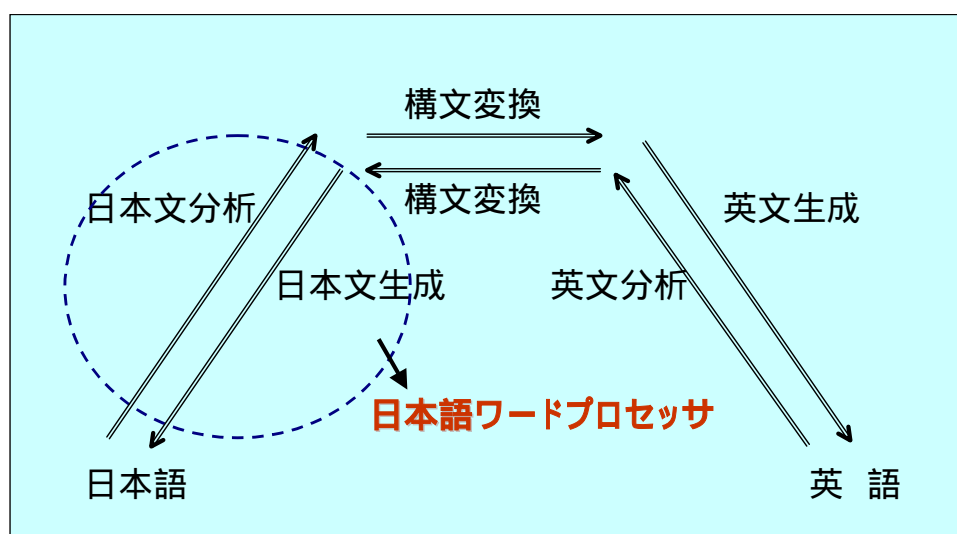 構文変換
構文変換
日本文分析
英文生成
日本文生成
英文分析
日本語ワードプロセッサ
日本語
英 語